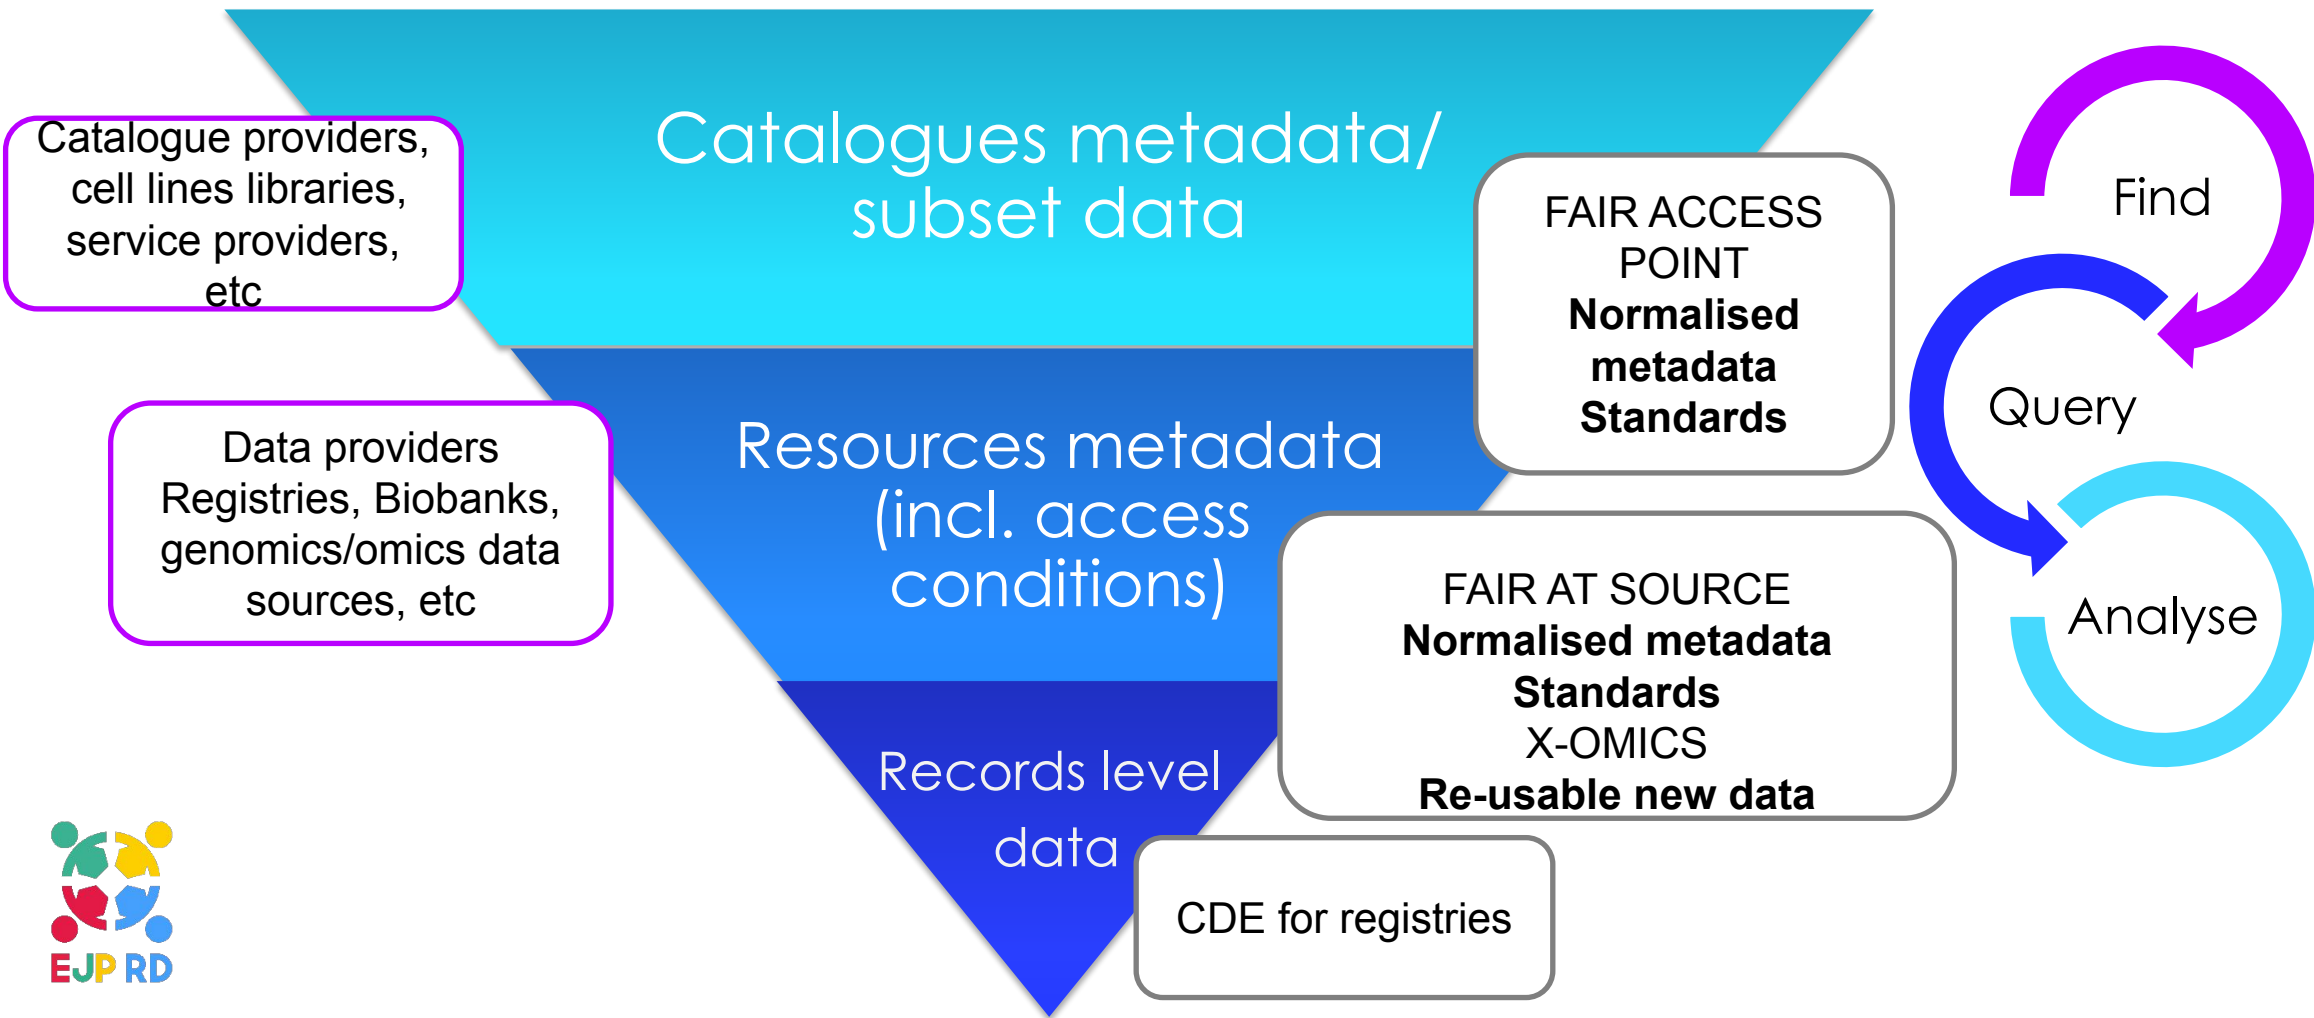 Catalogues metadata/
subset data
Catalogue providers,
cell lines libraries,
service providers,
etc
FAIR ACCESS
POINT
Normalised
metadata
Standards
Find
Query
Analyse
Resources metadata
(incl. access
conditions)
Data providers
Registries, Biobanks,
genomics/omics data
sources, etc
FAIR AT SOURCE
Normalised metadata
Standards
X-OMICS
Re-usable new data
Records level
data
CDE for registries
EJP RD